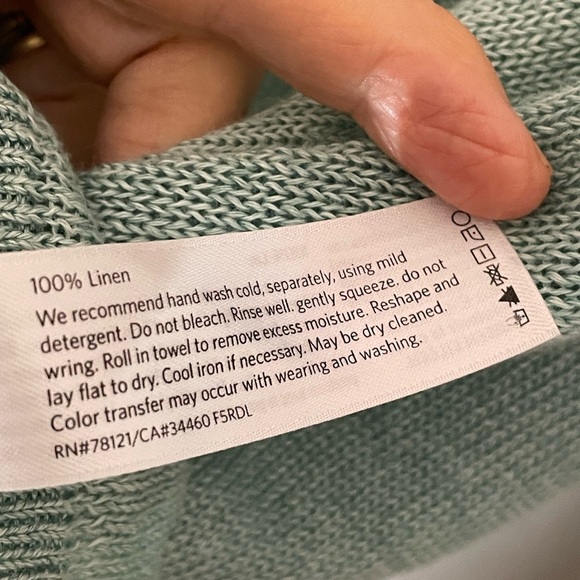 100% Linen
We recommend hand wash cold, separately, using mild
detergent. Do not bleach. Rinse well. gently squeeze. do not
wring. Roll in towel to remove excess moisture. Reshape and
lay flat to dry. Cool iron if necessary. May be dry cleaned.
Color transfer may occur with wearing and washing.
RN#78121/CA#34460 F5RDL